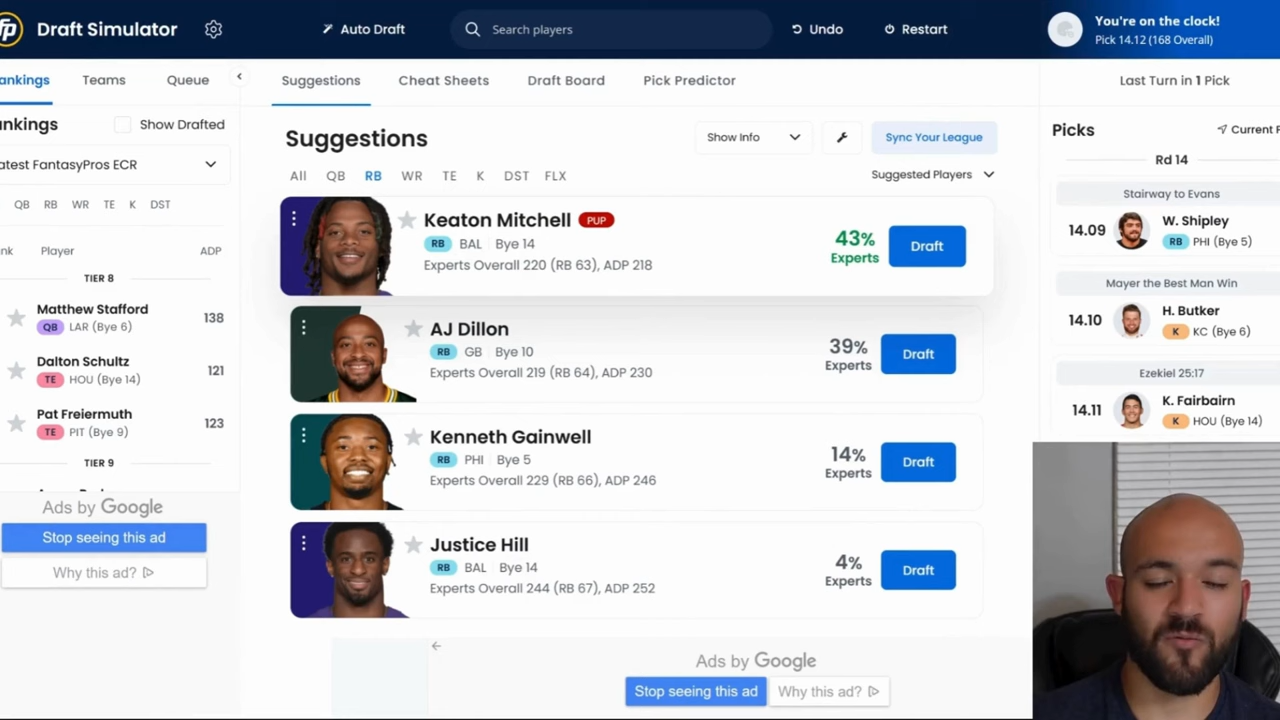 fp
Draft Simulator
Auto Draft
Search players
Undo
Restart
You're on the clock!
Pick 14.12 (168 Overall)
ankings
Teams
Queue
Suggestions
Cheat Sheets
Draft Board
Pick Predictor
Last Turn in 1 Pick
nkings
Show Drafted
atest FantasyPros ECR
QB RB WR TE K DST
nk Player ADP
TIER 8
Matthew Stafford
QB LAR (Bye 6)
138
Dalton Schultz
TE HOU (Bye 14)
121
Pat Freiermuth
TE PIT (Bye 9)
123
TIER 9
Ads by Google
Stop seeing this ad
Why this ad?
Suggestions
Show Info
Sync Your League
All QB RB WR TE K DST FLX
Suggested Players
Keaton Mitchell PUP
RB BAL Bye 14
Experts Overall 220 (RB 63), ADP 218
43%
Experts
Draft
AJ Dillon
RB GB Bye 10
Experts Overall 219 (RB 64), ADP 230
39%
Experts
Draft
Kenneth Gainwell
RB PHI Bye 5
Experts Overall 229 (RB 66), ADP 246
14%
Experts
Draft
Justice Hill
RB BAL Bye 14
Experts Overall 244 (RB 67), ADP 252
4%
Experts
Draft
Ads by Google
Stop seeing this ad
Why this ad?
Picks
Current P
Rd 14
Stairway to Evans
14.09
W. Shipley
RB PHI (Bye 5)
Mayer the Best Man Win
14.10
H. Butker
K KC (Bye 6)
Ezekiel 25:17
14.11
K. Fairbairn
K HOU (Bye 14)